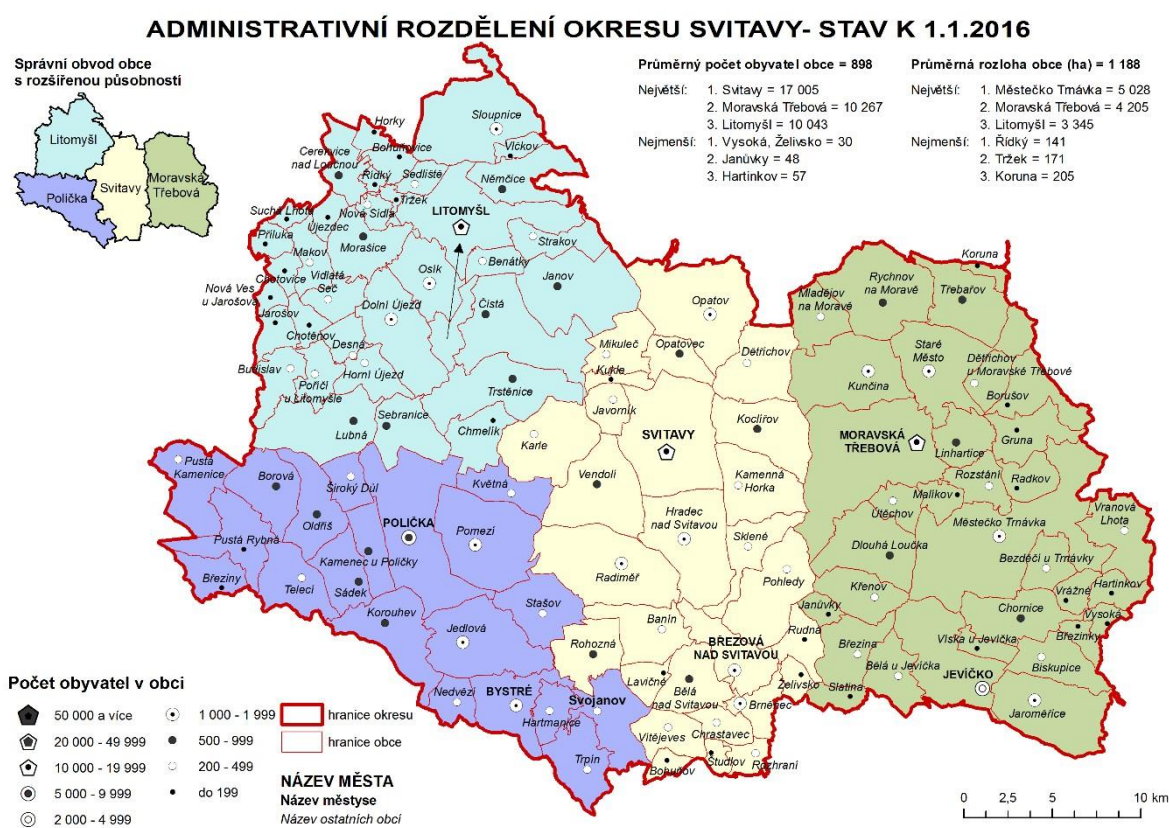 ADMINISTRATIVNÍ ROZDĚLENÍ OKRESU SVITAVY- STAV K 1.1.2016
Správní obvod obce
s rozšířenou působností
Litomyšl
Svitavy
Moravská
Třebová
Polička
Průměrný počet obyvatel obce = 898
Největší: 1. Svitavy = 17 005
2. Moravská Třebová = 10 267
3. Litomyšl = 10 043
Nejmenší: 1. Vysoká, Želivsko = 30
2. Janůvky = 48
3. Hartinkov = 57
Průměrná rozloha obce (ha) = 1 188
Největší: 1. Městečko Trnávka = 5 028
2. Moravská Třebová = 4 205
3. Litomyšl = 3 345
Nejmenší: 1. Řídký = 141
2. Tržek = 171
3. Koruna = 205
Horky
Sloupnice
Bohuňovice
Vlčkov
Cerekvice
nad Loučnou
Řídký
Sedliště
Němčice
Tržek
Nová Sídla
LITOMYŠL
Suchá Lhota
Újezdec
Příluka
Morašice
Strakov
Makov
Benátky
Chotovice
Vidlatá
Seč
Osík
Janov
Nová Ves
u Jarošova
Dolní Újezd
Čistá
Jarošov
Chotěnov
Desná
Horní Újezd
Budislav
Poříčí
u Litomyšle
Trstěnice
Sebranice
Lubná
Chmelík
Opatov
Mikuleč
Opatovec
Dětřichov
Kukle
Javorník
Koclířov
SVITAVY
Karle
Vendolí
Kamenná
Horka
Hradec
nad Svitavou
Sklené
Radiměř
Pohledy
Banín
Rohozná
BŘEZOVÁ
NAD SVITAVOU
Rudná
Lavičné
Bělá
nad Svitavou
Želivsko
Brněnec
Vítějeves
Chrastavec
Študlov
Bohuňov
Rozhraní
Koruna
Rychnov
na Moravě
Třebařov
Mladějov
na Moravě
Staré
Město
Dětřichov
u Moravské Třebové
Kunčina
Borušov
MORAVSKÁ
TŘEBOVÁ
Linhartice
Gruna
Rozstání
Radkov
Malíkov
Útěchov
Městečko Trnávka
Vranová
Lhota
Dlouhá Loučka
Bezděčí u Trnávky
Křenov
Hartinkov
Janůvky
Vrážné
Chornice
Vysoká
Březinky
Březina
Víska u Jevíčka
Biskupice
Bělá u Jevíčka
JEVÍČKO
Slatina
Jaroměřice
Pustá
Kamenice
Borová
Široký Důl
Květná
Oldřiš
POLIČKA
Pomezí
Pustá Rybná
Kamenec u Poličky
Březiny
Telecí
Sádek
Korouhev
Stašov
Jedlová
Nedvězí
BYSTRÉ
Svojanov
Hartmanice
Trpín
Počet obyvatel v obci
50 000 a více
20 000 - 49 999
10 000 - 19 999
5 000 - 9 999
2 000 - 4 999
1 000 - 1 999
500 - 999
200 - 499
do 199
hranice okresu
hranice obce
NÁZEV MĚSTA
Název městyse
Název ostatních obcí
0 2,5 5 10 km